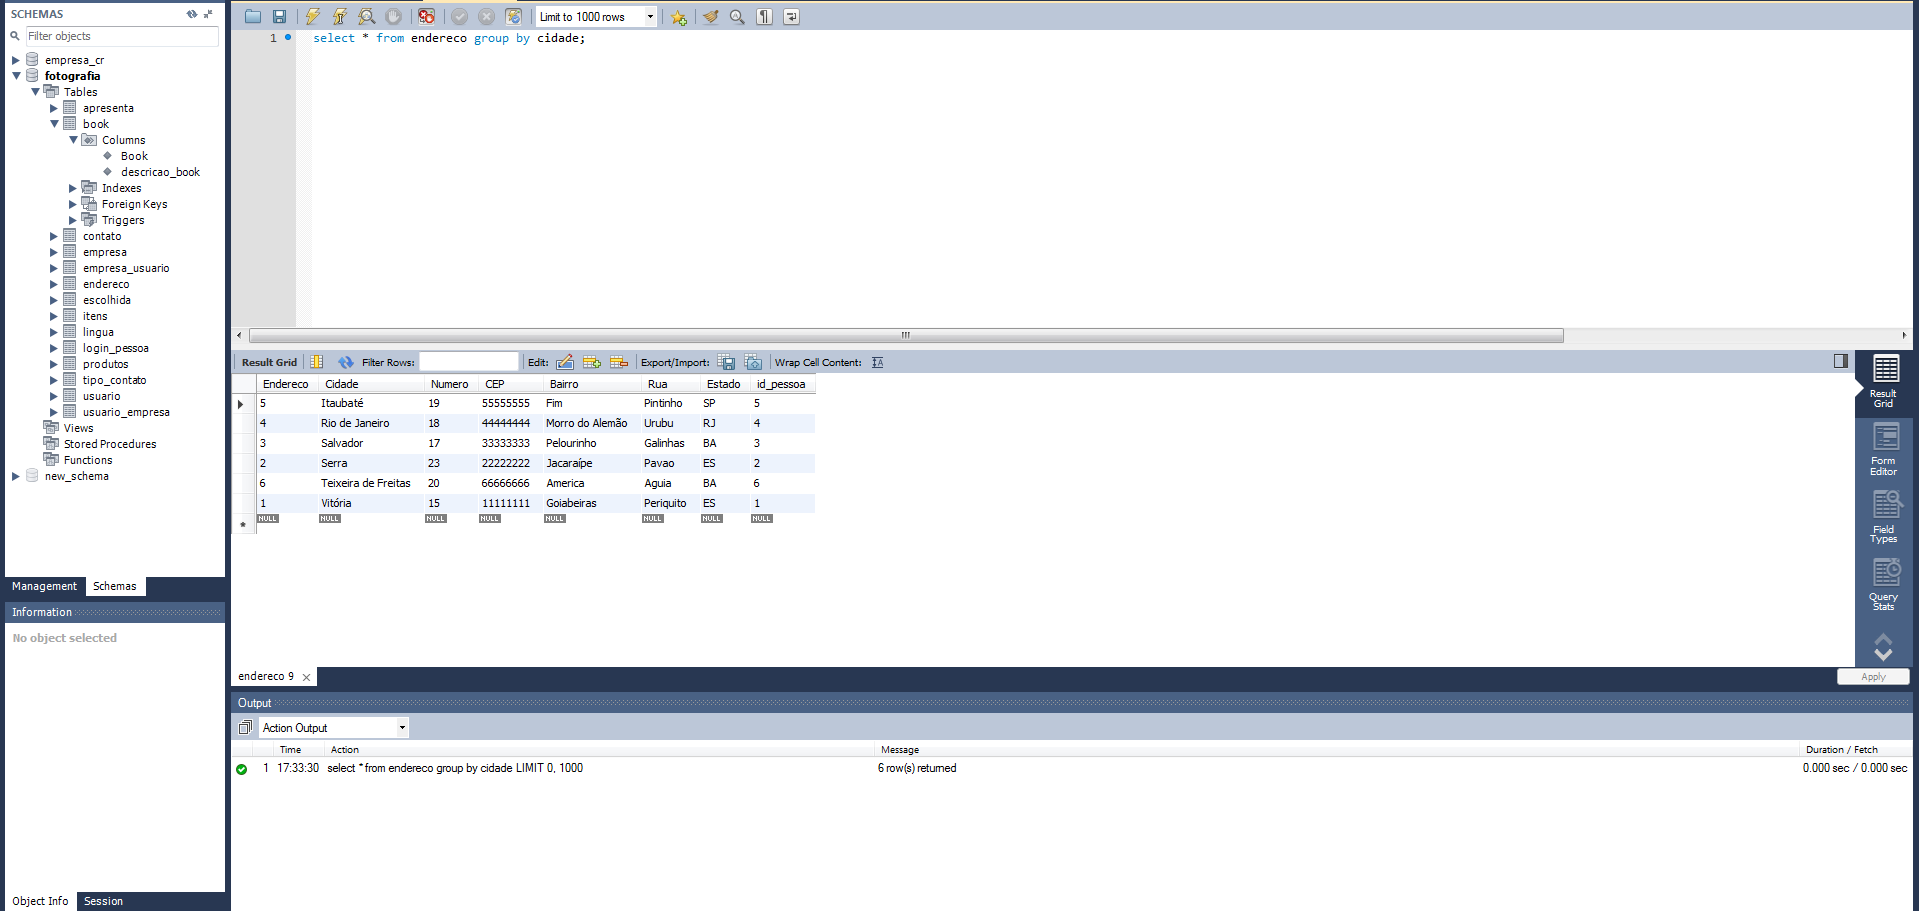 SCHEMAS
Filter objects
empresa_cr
fotografia
Tables
apresenta
book
Columns
Book
descricao_book
Indexes
Foreign Keys
Triggers
contato
empresa
empresa_usuario
endereco
escolhida
itens
lingua
login_pessoa
produtos
tipo_contato
usuario
usuario_empresa
Views
Stored Procedures
Functions
new_schema
Management Schemas
Information
No object selected
Object Info Session
Limit to 1000 rows
1 select * from endereco group by cidade;
Result Grid Filter Rows: Edit: Export/Import: Wrap Cell Content:
Endereco Cidade Numero CEP Bairro Rua Estado id_pessoa
5 Itaubaté 19 55555555 Fim Pintinho SP 5
4 Rio de Janeiro 18 44444444 Morro do Alemão Urubu RJ 4
3 Salvador 17 33333333 Pelourinho Galinhas BA 3
2 Serra 23 22222222 Jacaraípe Pavao ES 2
6 Teixeira de Freitas 20 66666666 America Aguia BA 6
1 Vitória 15 11111111 Goiabeiras Periquito ES 1
* NULL NULL NULL NULL NULL NULL NULL NULL
Result
Grid
Form
Editor
Field
Types
Query
Stats
endereco 9
Apply
Output
Action Output
Time Action Message Duration / Fetch
1 17:33:30 select * from endereco group by cidade LIMIT 0, 1000 6 row(s) returned 0.000 sec / 0.000 sec